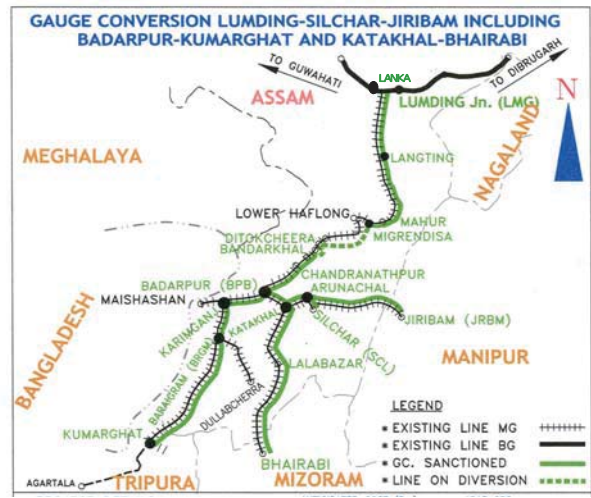 GAUGE CONVERSION LUMDING-SILCHAR-JIRIBAM INCLUDING
BADARPUR-KUMARGHAT AND KATAKHAL-BHAIRABI
TO GUWAHATI
TO DIBRUGARH
LANKA
ASSAM
LUMDING Jn. (LMG)
N
MEGHALAYA
LANGTING
NAGALAND
LOWER HAFLONG
MAHUR
MIGRENDISA
DITOKCHEERA
BANDARKHAL
CHANDRANATHPUR
BADARPUR (BPB)
ARUNACHAL
MAISHASHAN
KARIMGANJ
KATAKHAL
SILCHAR (SCL)
JIRIBAM (JRBM)
BANGLADESH
BARAIGRAM (BRGM)
LALABAZAR
MANIPUR
DULLABCHERRA
KUMARGHAT
BHAIRABI
AGARTALA
TRIPURA
MIZORAM
LEGEND
EXISTING LINE MG
EXISTING LINE BG
GC. SANCTIONED
LINE ON DIVERSION